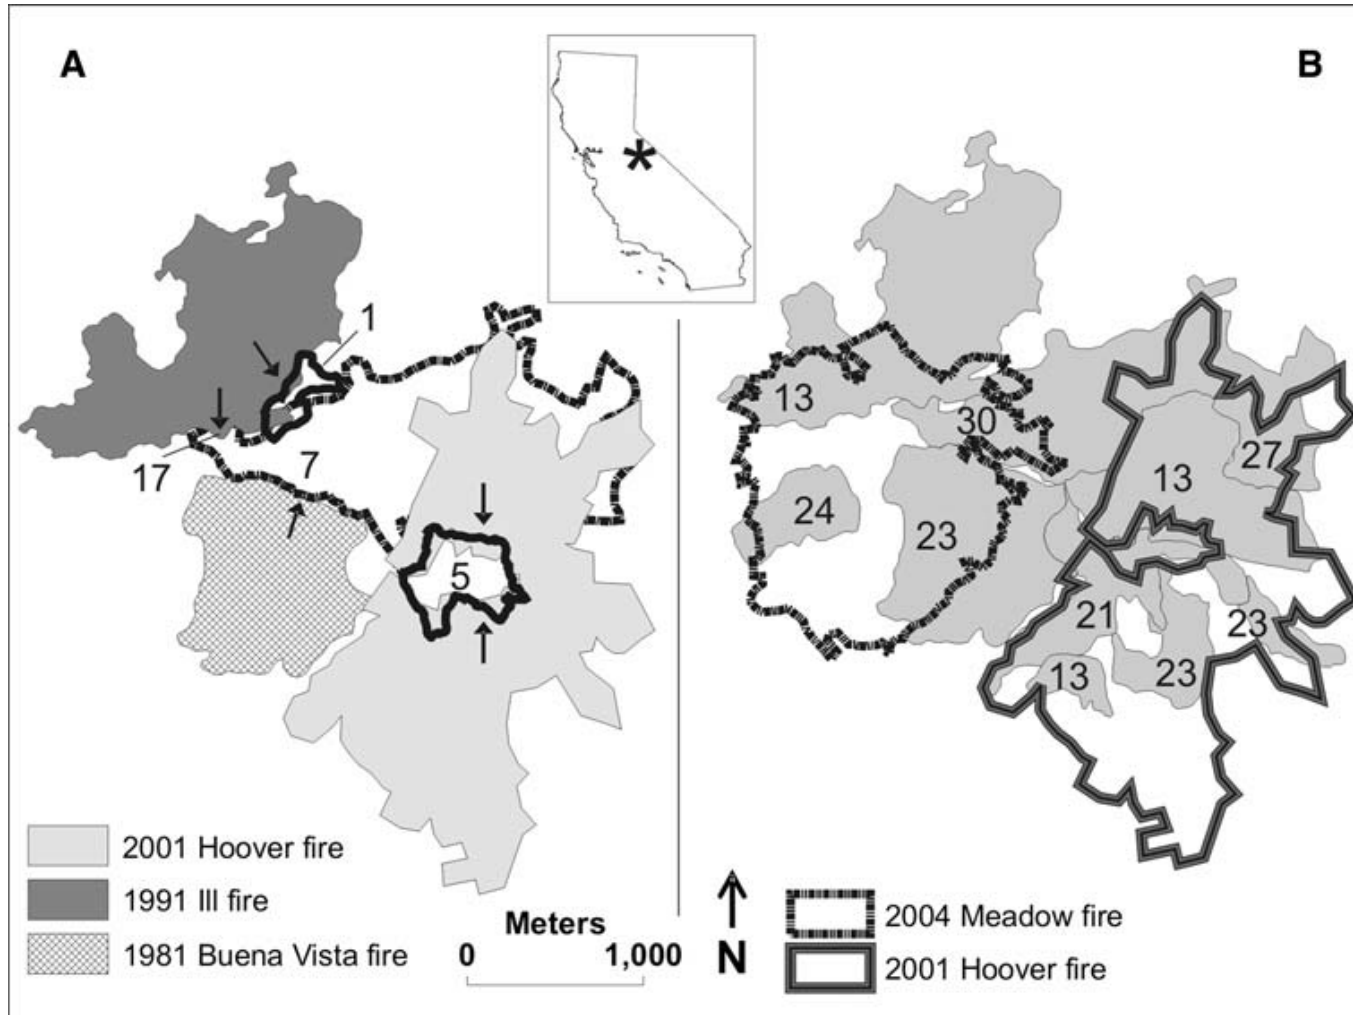 A
B
*
1
17
7
5
13
30
24
23
13
27
21
23
13
23
2001 Hoover fire
1991 Ill fire
1981 Buena Vista fire
Meters
0 1,000
N
2004 Meadow fire
2001 Hoover fire